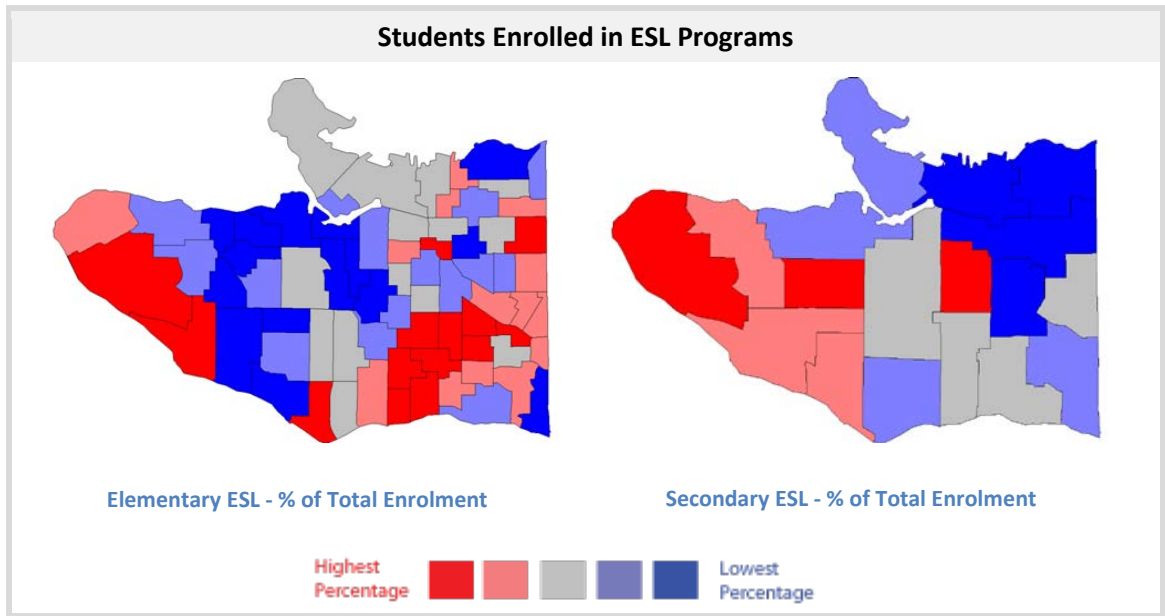 Students Enrolled in ESL Programs
Elementary ESL - % of Total Enrolment
Secondary ESL - % of Total Enrolment
Highest
Percentage
Lowest
Percentage